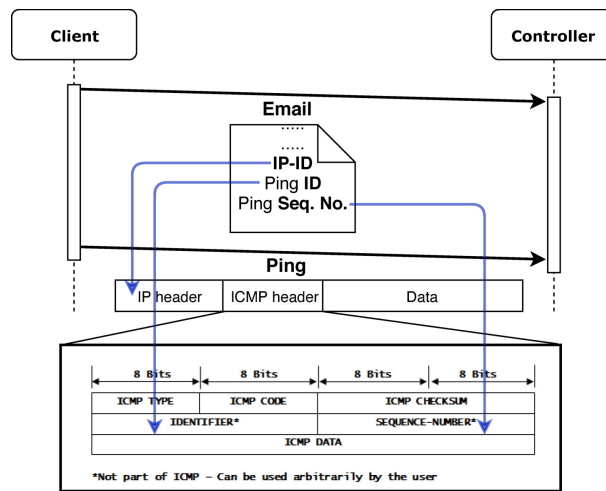 Client
Controller
Email
.....
.....
IP-ID
Ping ID
Ping Seq. No.
Ping
IP header
ICMP header
Data
8 Bits
8 Bits
8 Bits
8 Bits
ICMP TYPE
ICMP CODE
ICMP CHECKSUM
IDENTIFIER*
SEQUENCE-NUMBER*
ICMP DATA
*Not part of ICMP – Can be used arbitrarily by the user